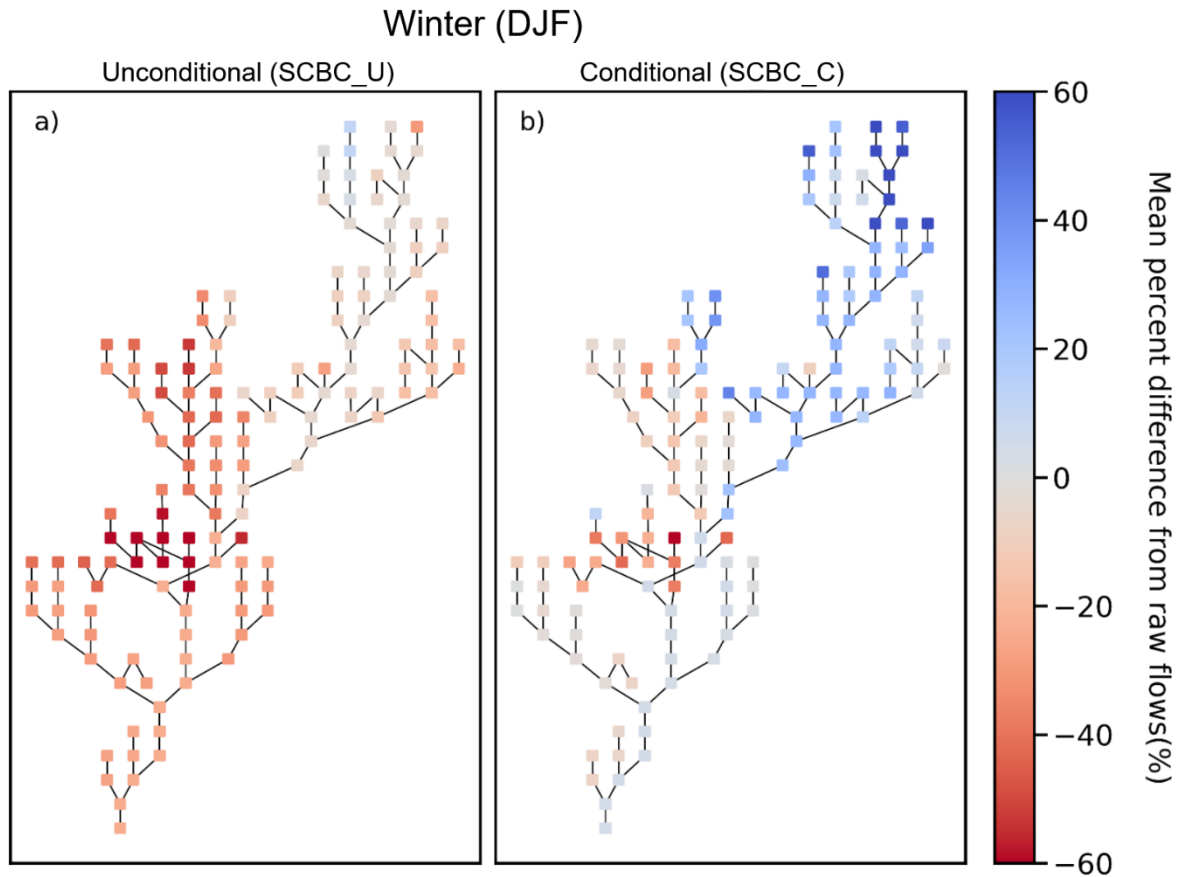 Winter (DJF)
Unconditional (SCBC_U)
Conditional (SCBC_C)
a)
b)
60
40
20
0
−20
−40
−60
Mean percent difference from raw flows(%)